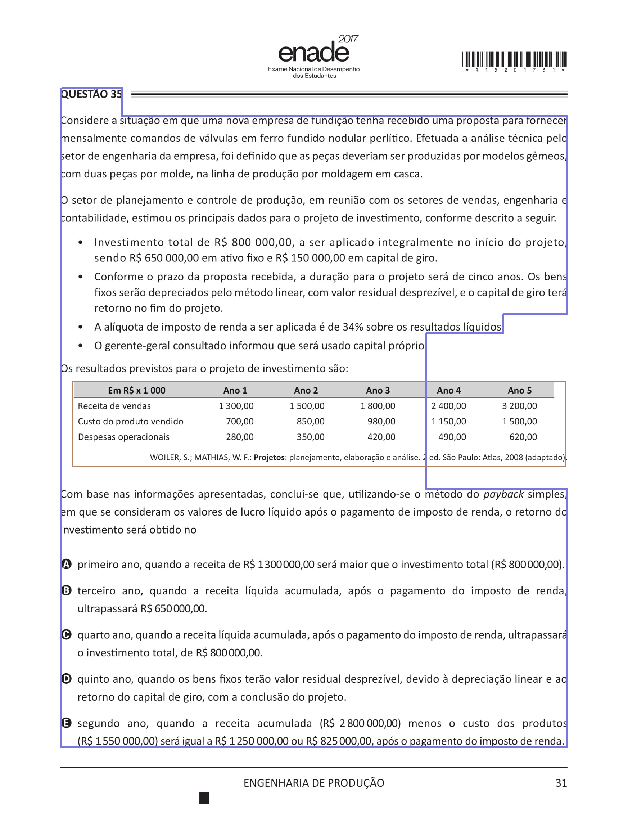 2017
enade
Exame Nacional de Desempenho
dos Estudantes
*R13201751*
QUESTÃO 35
Considere a situação em que uma nova empresa de fundição tenha recebido uma proposta para fornecer
mensalmente comandos de válvulas em ferro fundido nodular perlítico. Efetuada a análise técnica pelo
setor de engenharia da empresa, foi definido que as peças deveriam ser produzidas por modelos gêmeos,
com duas peças por molde, na linha de produção por moldagem em casca.
O setor de planejamento e controle de produção, em reunião com os setores de vendas, engenharia e
contabilidade, estimou os principais dados para o projeto de investimento, conforme descrito a seguir.
• Investimento total de R$ 800 000,00, a ser aplicado integralmente no início do projeto,
sendo R$ 650 000,00 em ativo fixo e R$ 150 000,00 em capital de giro.
• Conforme o prazo da proposta recebida, a duração para o projeto será de cinco anos. Os bens
fixos serão depreciados pelo método linear, com valor residual desprezível, e o capital de giro terá
retorno no fim do projeto.
• A alíquota de imposto de renda a ser aplicada é de 34% sobre os resultados líquidos
• O gerente-geral consultado informou que será usado capital próprio
Os resultados previstos para o projeto de investimento são:
Em R$ x 1 000 Ano 1 Ano 2 Ano 3 Ano 4 Ano 5
Receita de vendas 1 300,00 1 500,00 1 800,00 2 400,00 3 200,00
Custo do produto vendido 700,00 850,00 980,00 1 150,00 1 500,00
Despesas operacionais 280,00 350,00 420,00 490,00 620,00
WOILER, S.; MATHIAS, W. F.: Projetos: planejamento, elaboração e análise. 2 ed. São Paulo: Atlas, 2008 (adaptado).
Com base nas informações apresentadas, conclui-se que, utilizando-se o método do payback simples,
em que se consideram os valores de lucro líquido após o pagamento de imposto de renda, o retorno do
investimento será obtido no
A primeiro ano, quando a receita de R$ 1 300 000,00 será maior que o investimento total (R$ 800 000,00).
B terceiro ano, quando a receita líquida acumulada, após o pagamento do imposto de renda,
ultrapassará R$ 650 000,00.
C quarto ano, quando a receita líquida acumulada, após o pagamento do imposto de renda, ultrapassará
o investimento total, de R$ 800 000,00.
D quinto ano, quando os bens fixos terão valor residual desprezível, devido à depreciação linear e ao
retorno do capital de giro, com a conclusão do projeto.
E segundo ano, quando a receita acumulada (R$ 2 800 000,00) menos o custo dos produtos
(R$ 1 550 000,00) será igual a R$ 1 250 000,00 ou R$ 825 000,00, após o pagamento do imposto de renda.
ENGENHARIA DE PRODUÇÃO 31